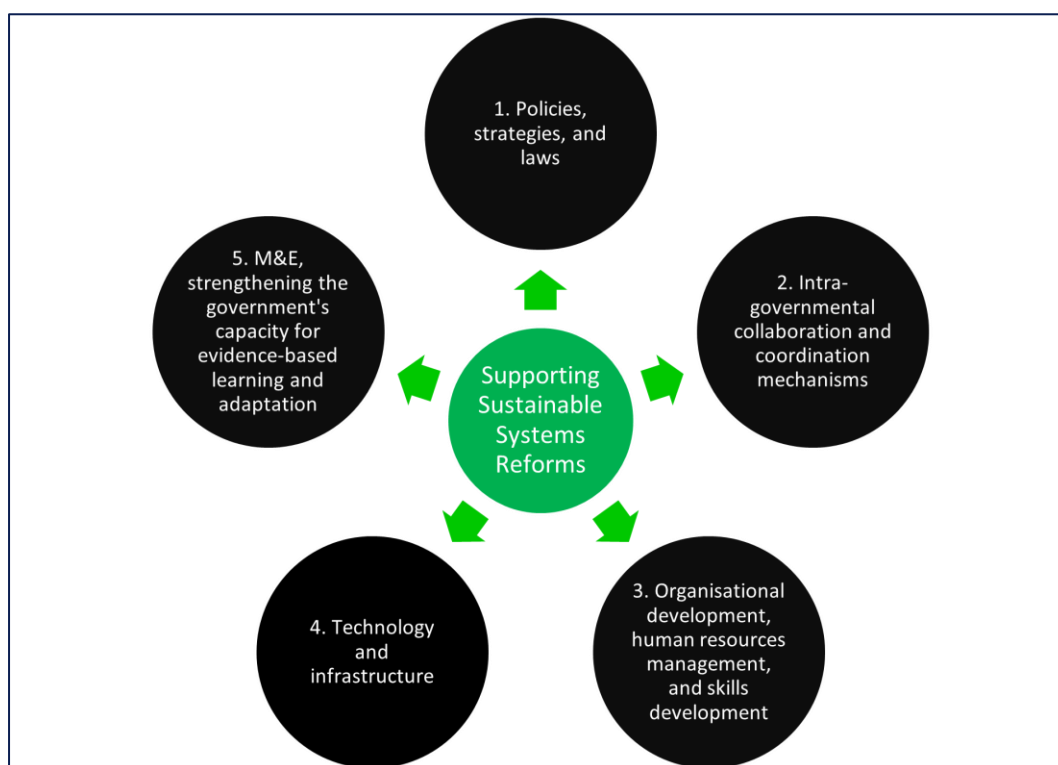 1. Policies,
strategies, and
laws
2. Intra-
governmental
collaboration and
coordination
mechanisms
3. Organisational
development,
human resources
management,
and skills
development
4. Technology
and
infrastructure
5. M&E,
strengthening the
government's
capacity for
evidence-based
learning and
adaptation
Supporting
Sustainable
Systems
Reforms